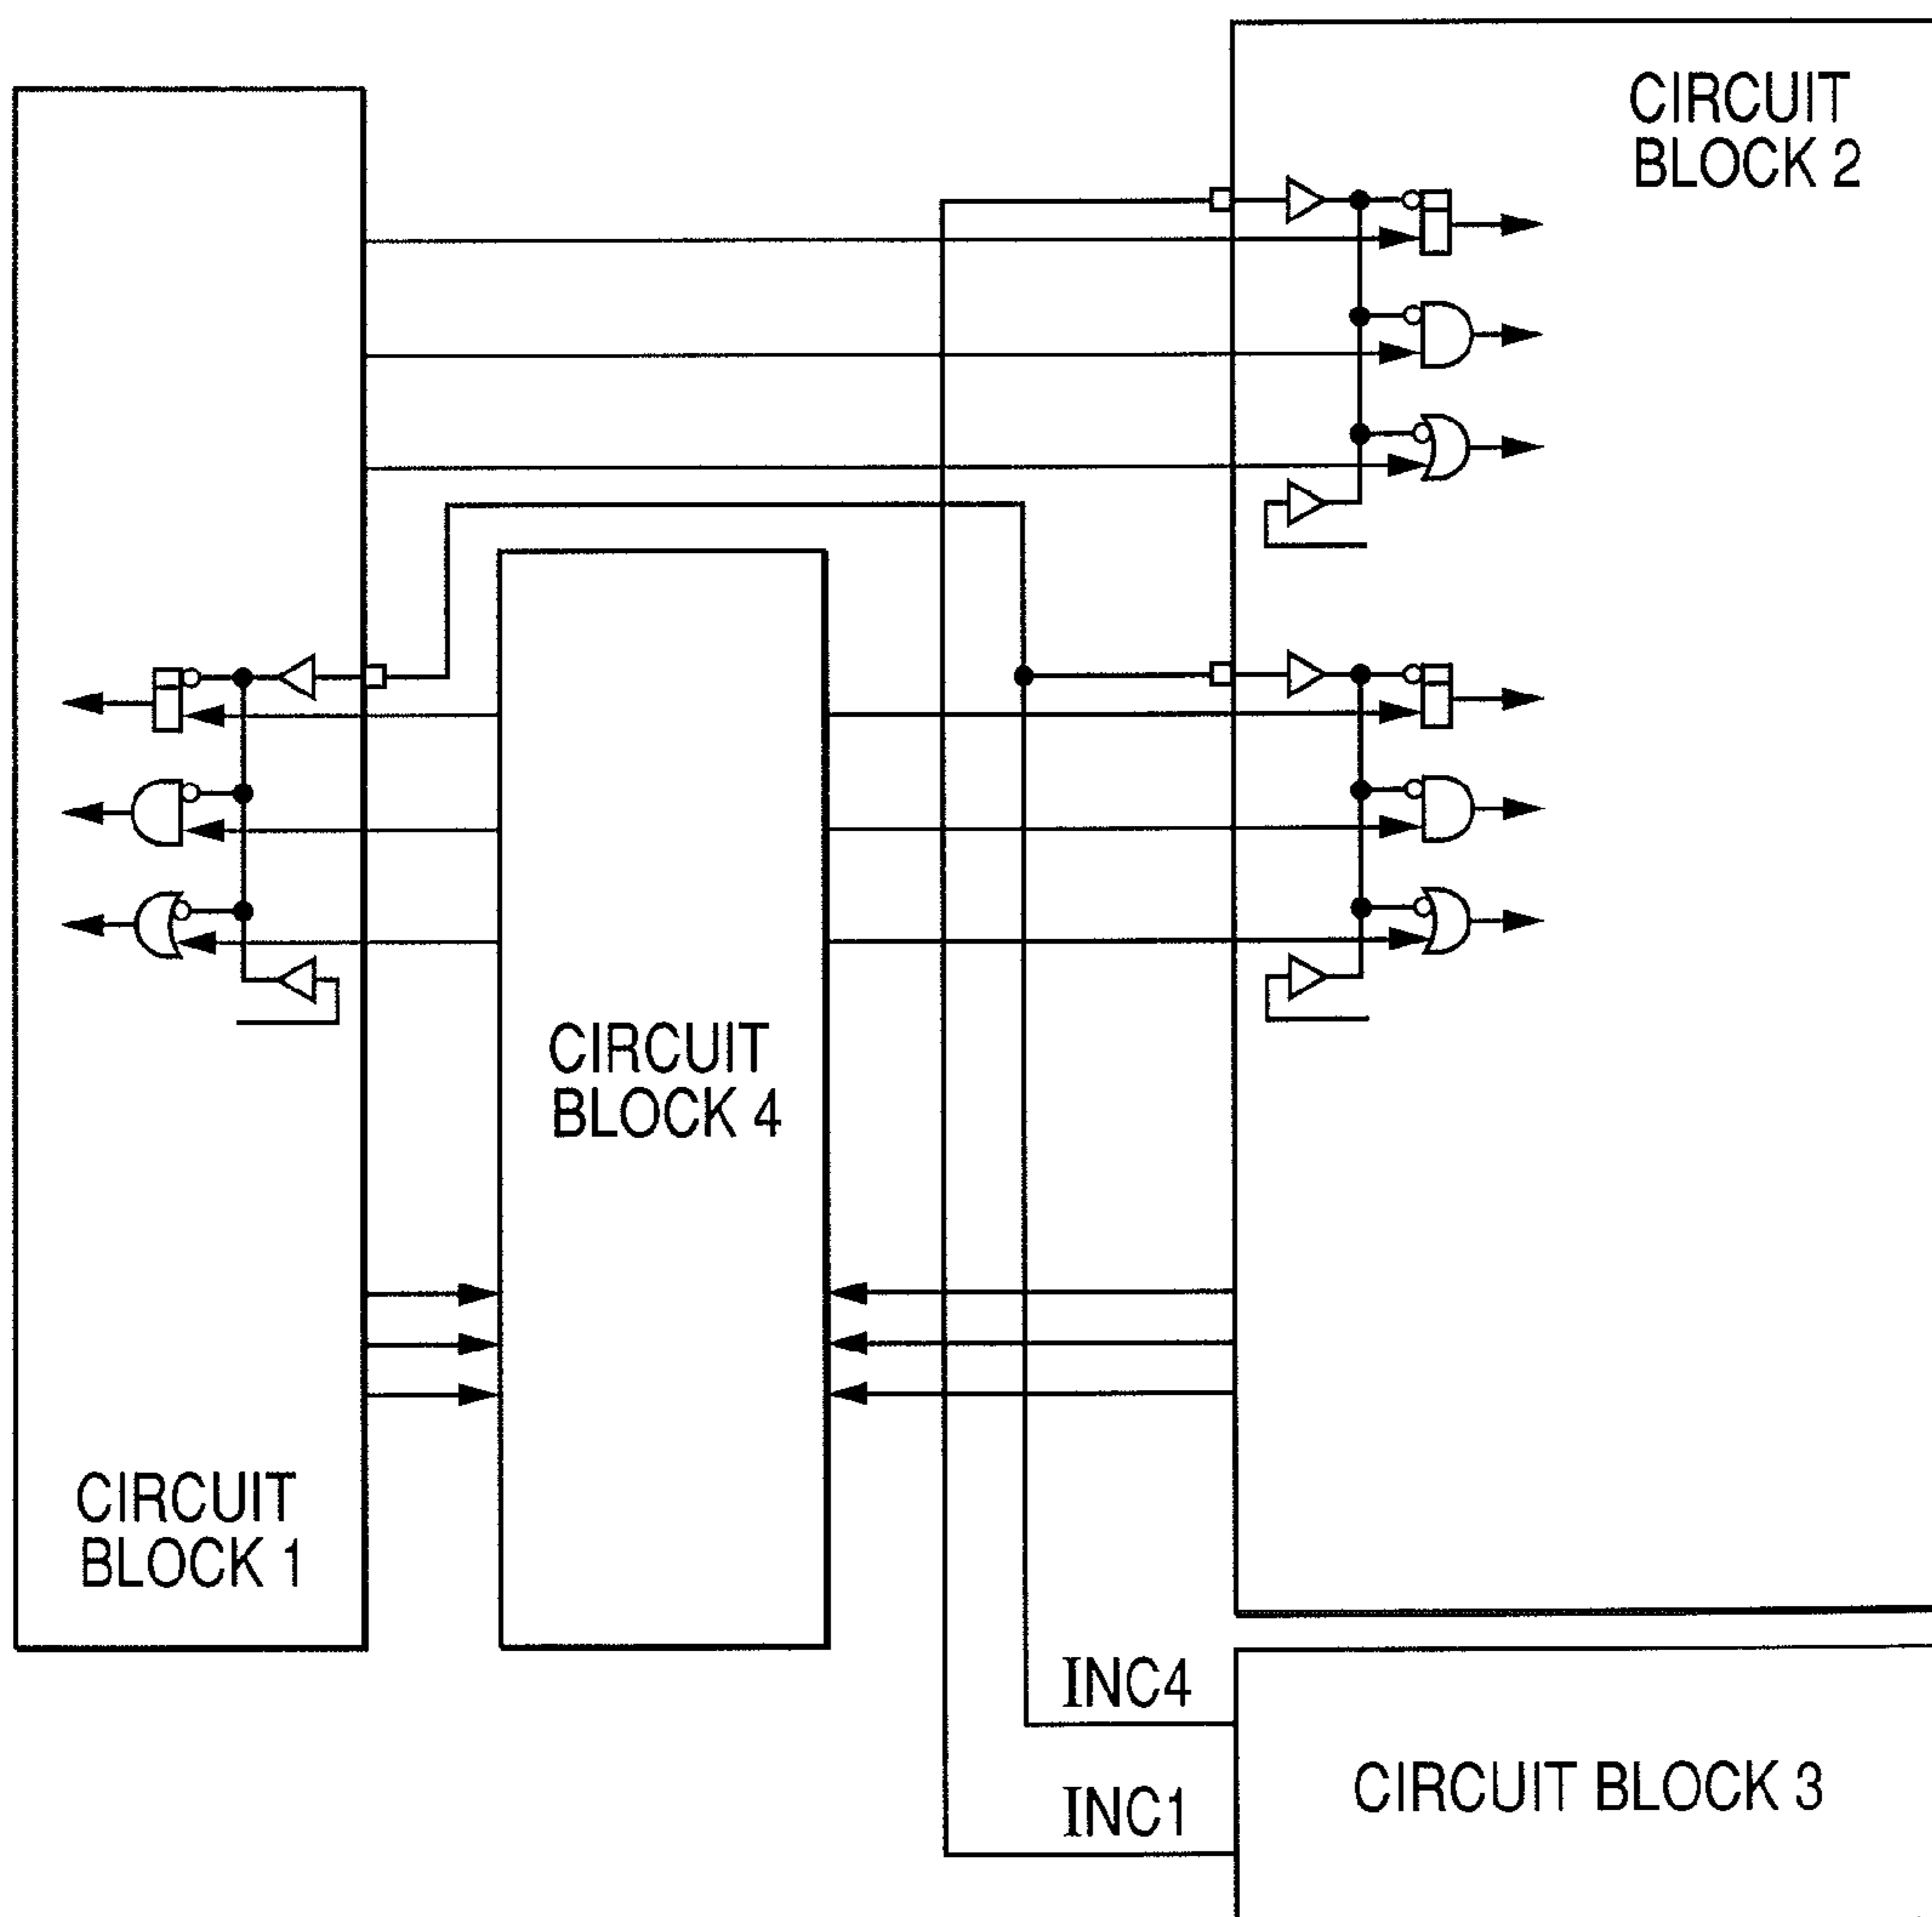 CIRCUIT
BLOCK 2
CIRCUIT
BLOCK 4
CIRCUIT
BLOCK 1
INC4
CIRCUIT BLOCK 3
INC1